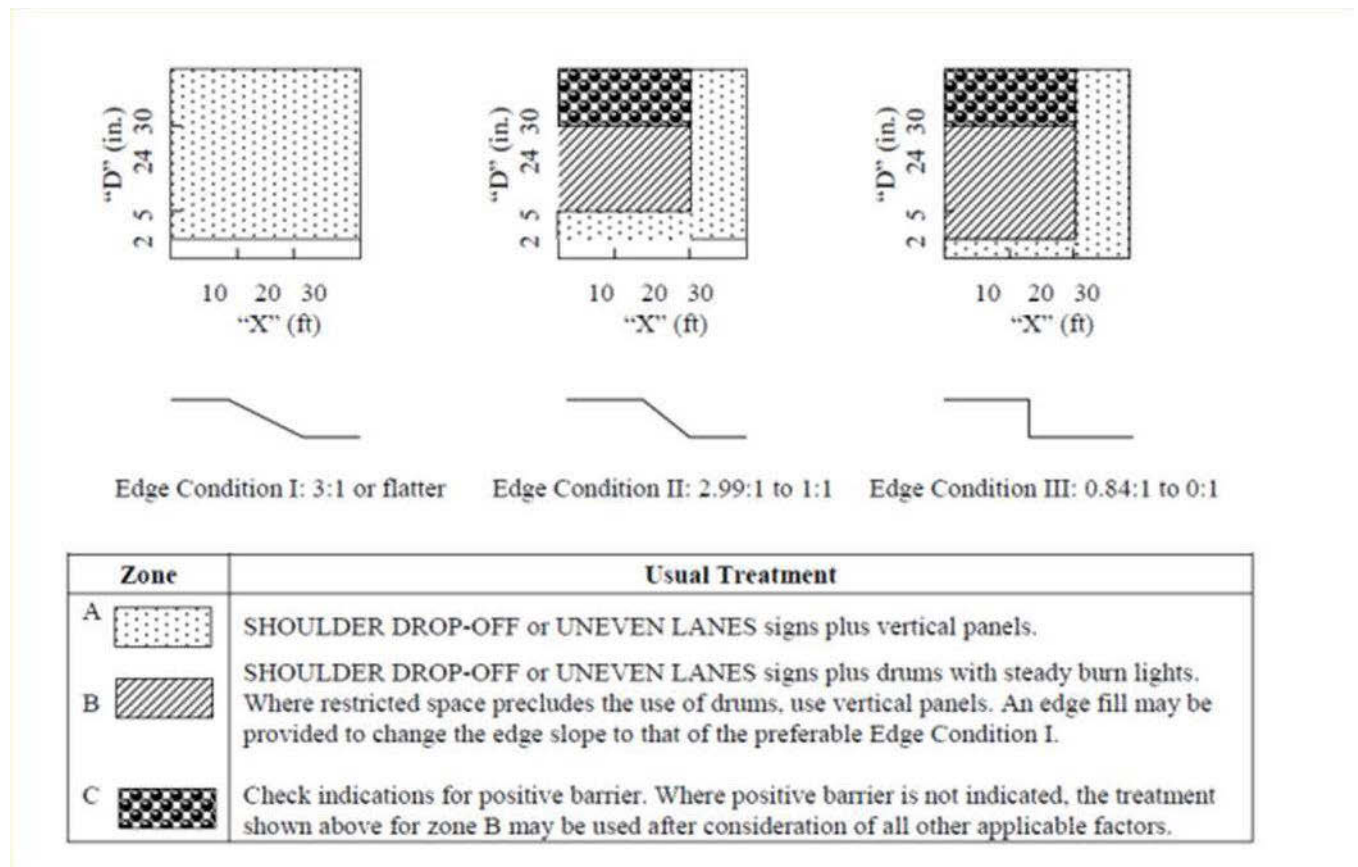 "D" (in.)
2 5 24 30
10 20 30
"X" (ft)
"D" (in.)
2 5 24 30
10 20 30
"X" (ft)
"D" (in.)
2 5 24 30
10 20 30
"X" (ft)
Edge Condition I: 3:1 or flatter
Edge Condition II: 2.99:1 to 1:1
Edge Condition III: 0.84:1 to 0:1
Zone
Usual Treatment
A
SHOULDER DROP-OFF or UNEVEN LANES signs plus vertical panels.
B
SHOULDER DROP-OFF or UNEVEN LANES signs plus drums with steady burn lights.
Where restricted space precludes the use of drums, use vertical panels. An edge fill may be
provided to change the edge slope to that of the preferable Edge Condition I.
C
Check indications for positive barrier. Where positive barrier is not indicated, the treatment
shown above for zone B may be used after consideration of all other applicable factors.